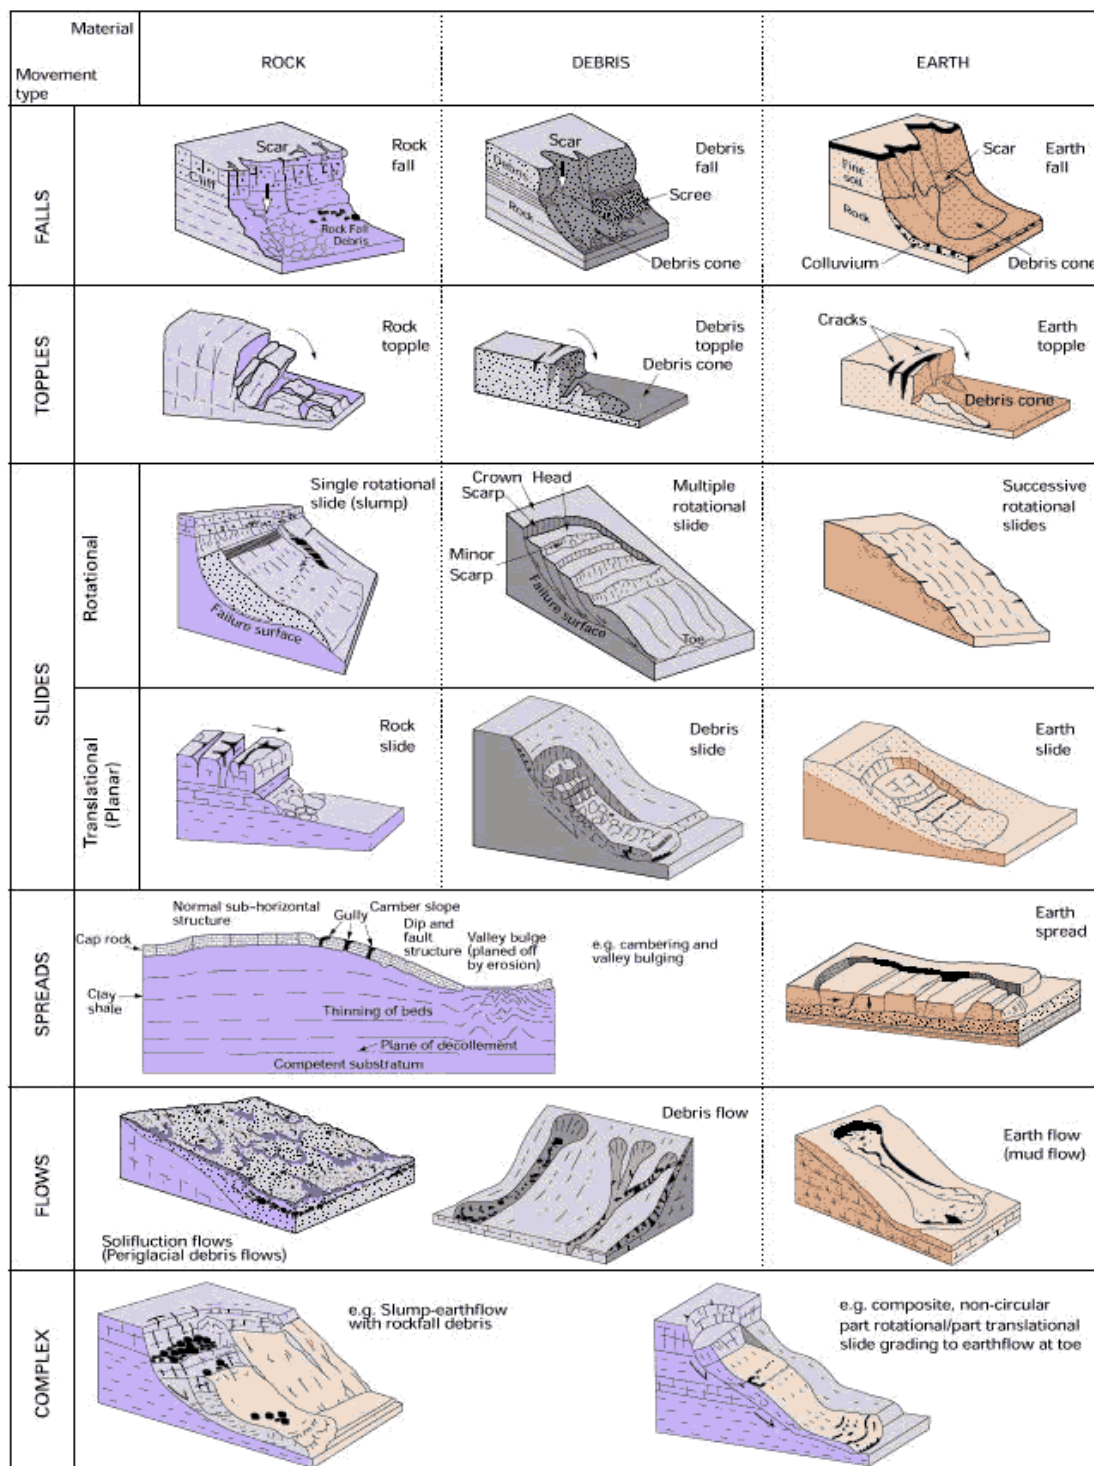 Material
Movement
type
ROCK
DEBRIS
EARTH
FALLS
Scar
Cliff
Rock Fall
Debris
Rock
fall
Scar
Debris
Rock
Debris
fall
Scree
Debris cone
Fine
soil
Rock
Scar
Earth
fall
Colluvium
Debris cone
TOPPLES
Rock
topple
Debris
topple
Debris cone
Cracks
Earth
topple
Debris cone
SLIDES
Rotational
Single rotational
slide (slump)
Failure surface
Crown
Scarp
Head
Minor
Scarp
Failure surface
Toe
Multiple
rotational
slide
Successive
rotational
slides
Translational
(Planar)
Rock
slide
Debris
slide
Earth
slide
SPREADS
Normal sub-horizontal
structure
Cap rock
Gully
Camber slope
Dip and
fault
structure
Valley bulge
(planed off
by erosion)
Clay
shale
Thinning of beds
Plane of decollement
Competent substratum
e.g. cambering and
valley bulging
Earth
spread
FLOWS
Solifluction flows
(Periglacial debris flows)
Debris flow
Earth flow
(mud flow)
COMPLEX
e.g. Slump-earthflow
with rockfall debris
e.g. composite, non-circular
part rotational/part translational
slide grading to earthflow at toe